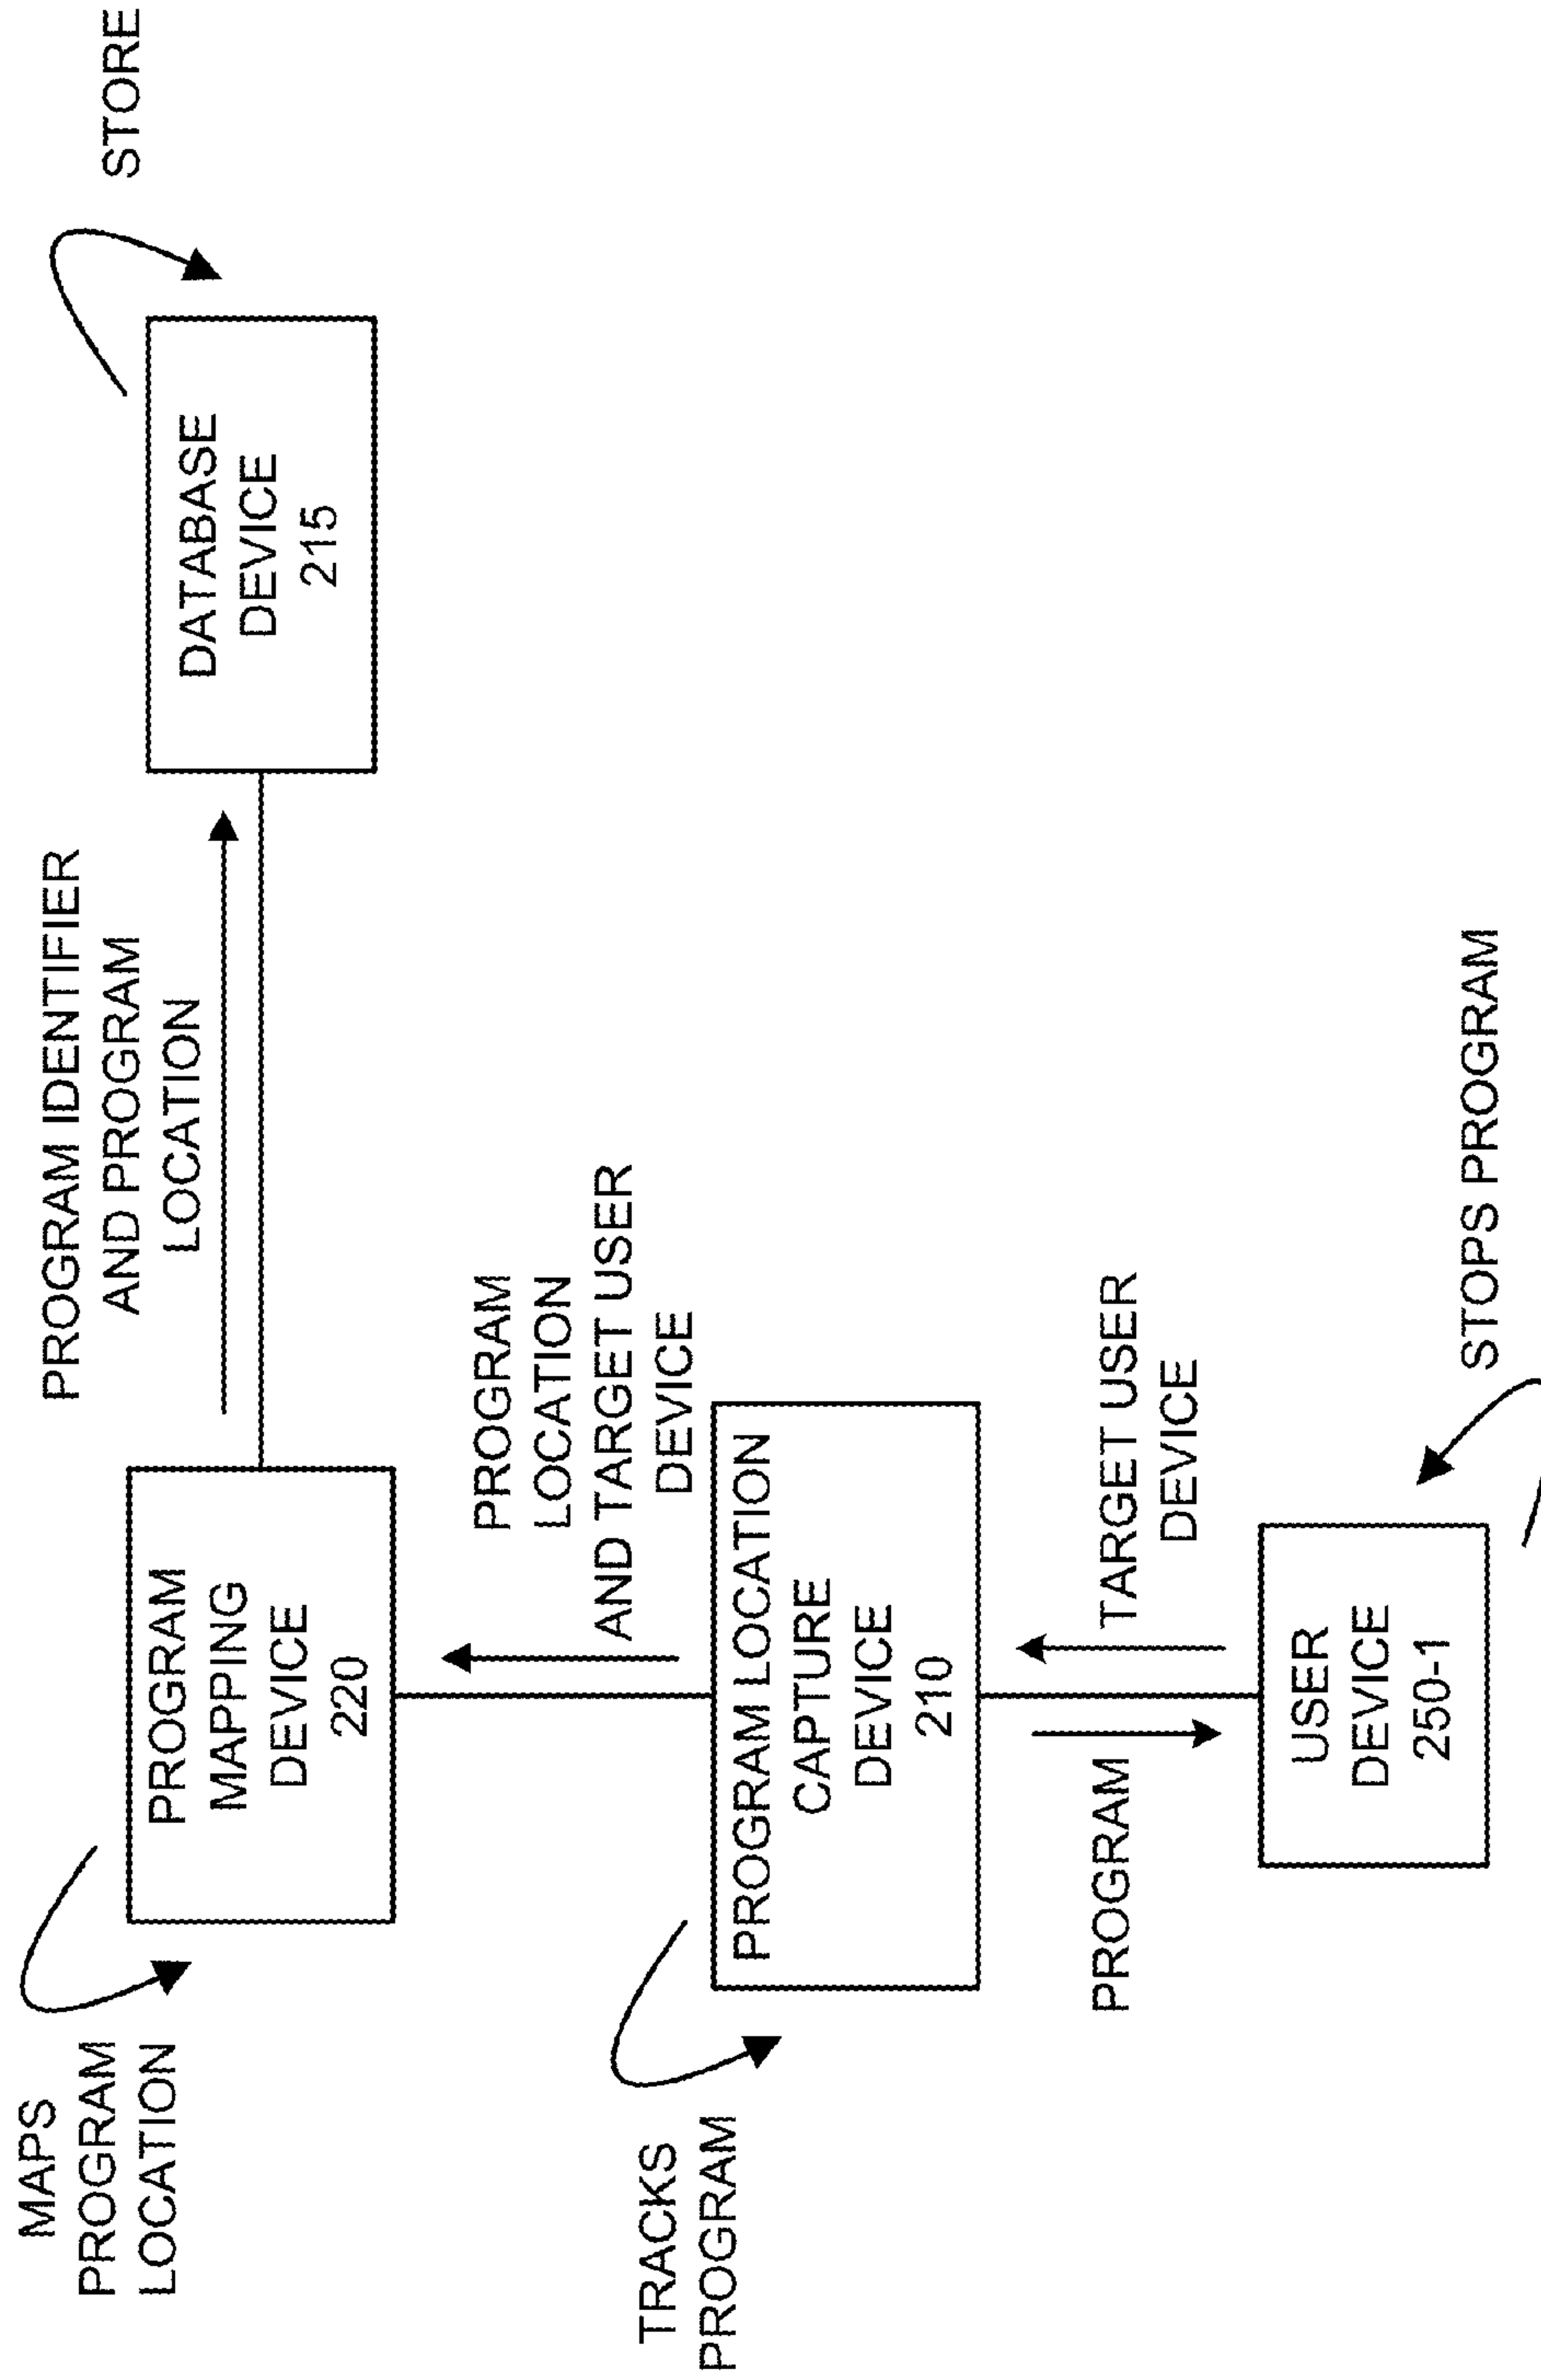 MAPS
PROGRAM
LOCATION
PROGRAM
MAPPING
DEVICE
220
PROGRAM IDENTIFIER
AND PROGRAM
LOCATION
DATABASE
DEVICE
215
STORE
PROGRAM
LOCATION
AND TARGET USER
DEVICE
TRACKS
PROGRAM
PROGRAM LOCATION
CAPTURE
DEVICE
210
PROGRAM
TARGET USER
DEVICE
USER
DEVICE
250-1
STOPS PROGRAM